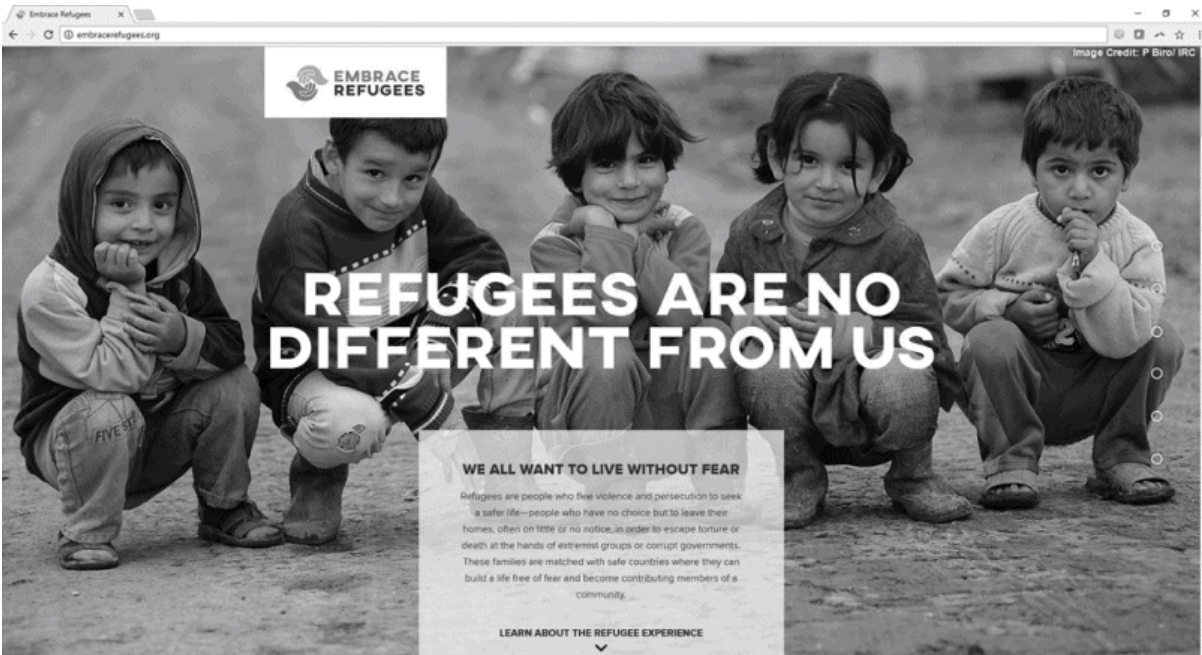 Embrace Refugees
embracerefugees.org
Image Credit: P Biro/ IRC
EMBRACE
REFUGEES
REFUGEES ARE NO
DIFFERENT FROM US
FIVE ST
2
WE ALL WANT TO LIVE WITHOUT FEAR
Refugees are people who flee violence and persecution to seek
a safer life—people who have no choice but to leave their
homes, often on little or no notice, in order to escape torture or
death at the hands of extremist groups or corrupt governments.
These families are matched with safe countries where they can
build a life free of fear and become contributing members of a
community.
LEARN ABOUT THE REFUGEE EXPERIENCE